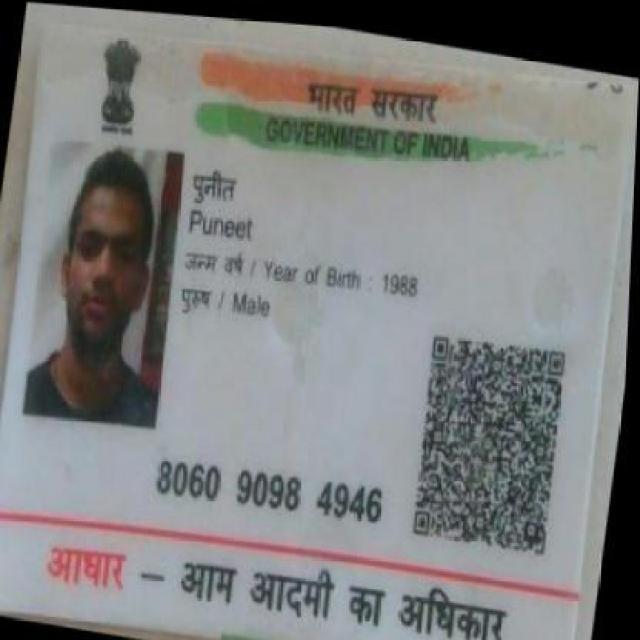 भारत सरकार
GOVERNMENT OF INDIA
पुनीत
Puneet
जन्म वर्ष / Year of Birth : 1988
पुरुष / Male
8060 9098 4946
आधार – आम आदमी का अधिकार